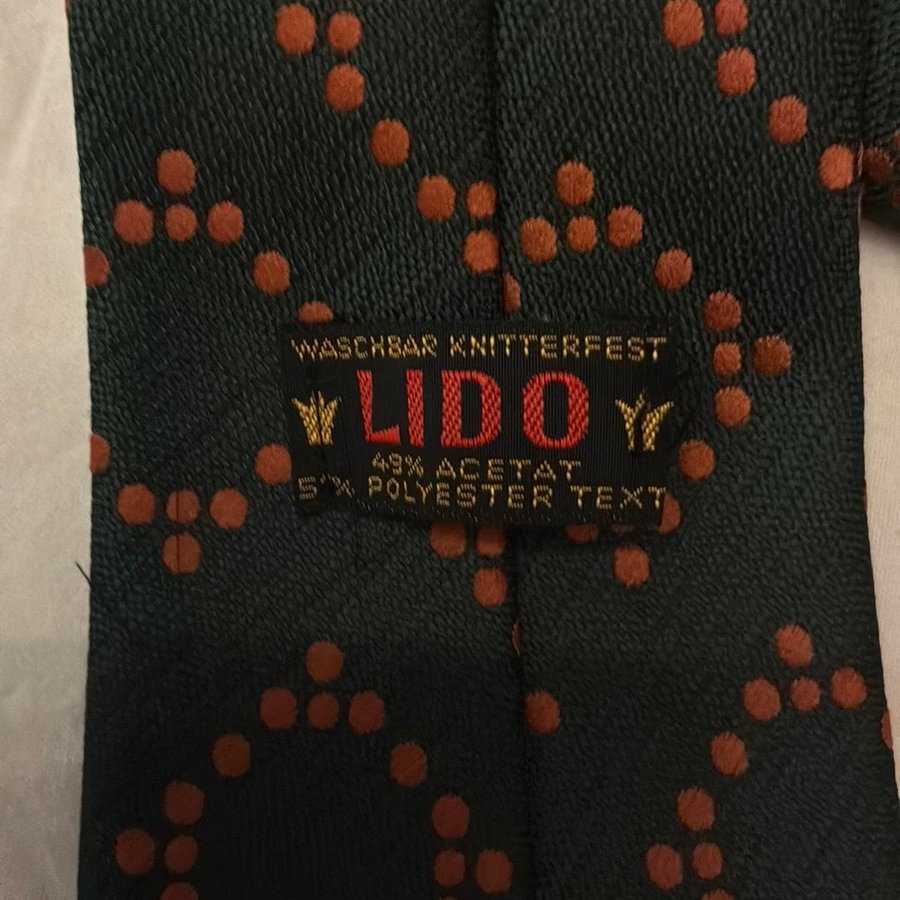 WASCHBAR KNITTERFEST
LIDO
49% ACETAT
POLYESTER TEXT